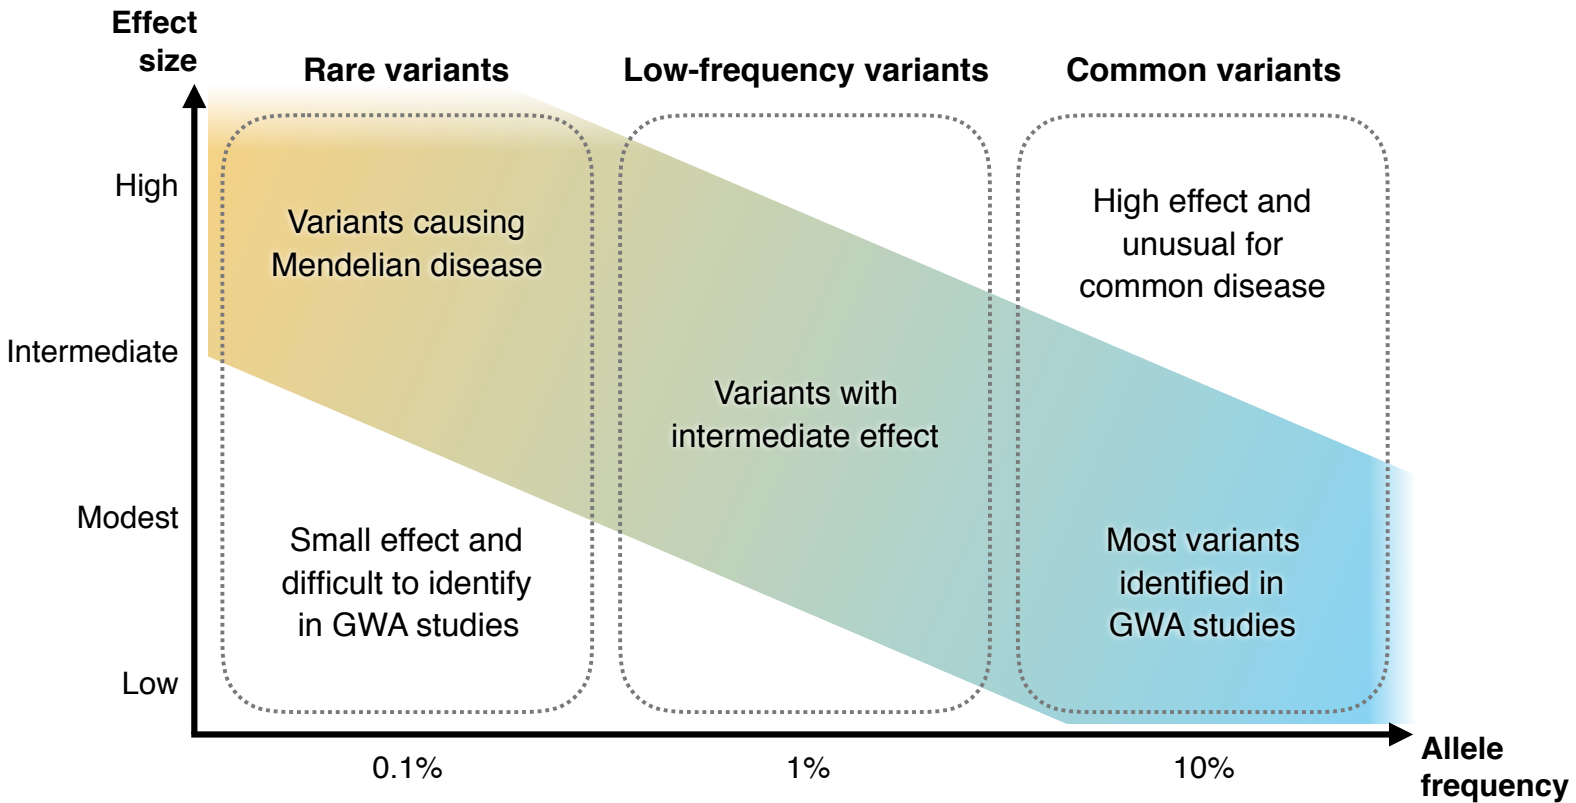 Effect
size
Rare variants
Low-frequency variants
Common variants
High
Intermediate
Modest
Low
Variants causing
Mendelian disease
Small effect and
difficult to identify
in GWA studies
Variants with
intermediate effect
High effect and
unusual for
common disease
Most variants
identified in
GWA studies
0.1%
1%
10%
Allele
frequency